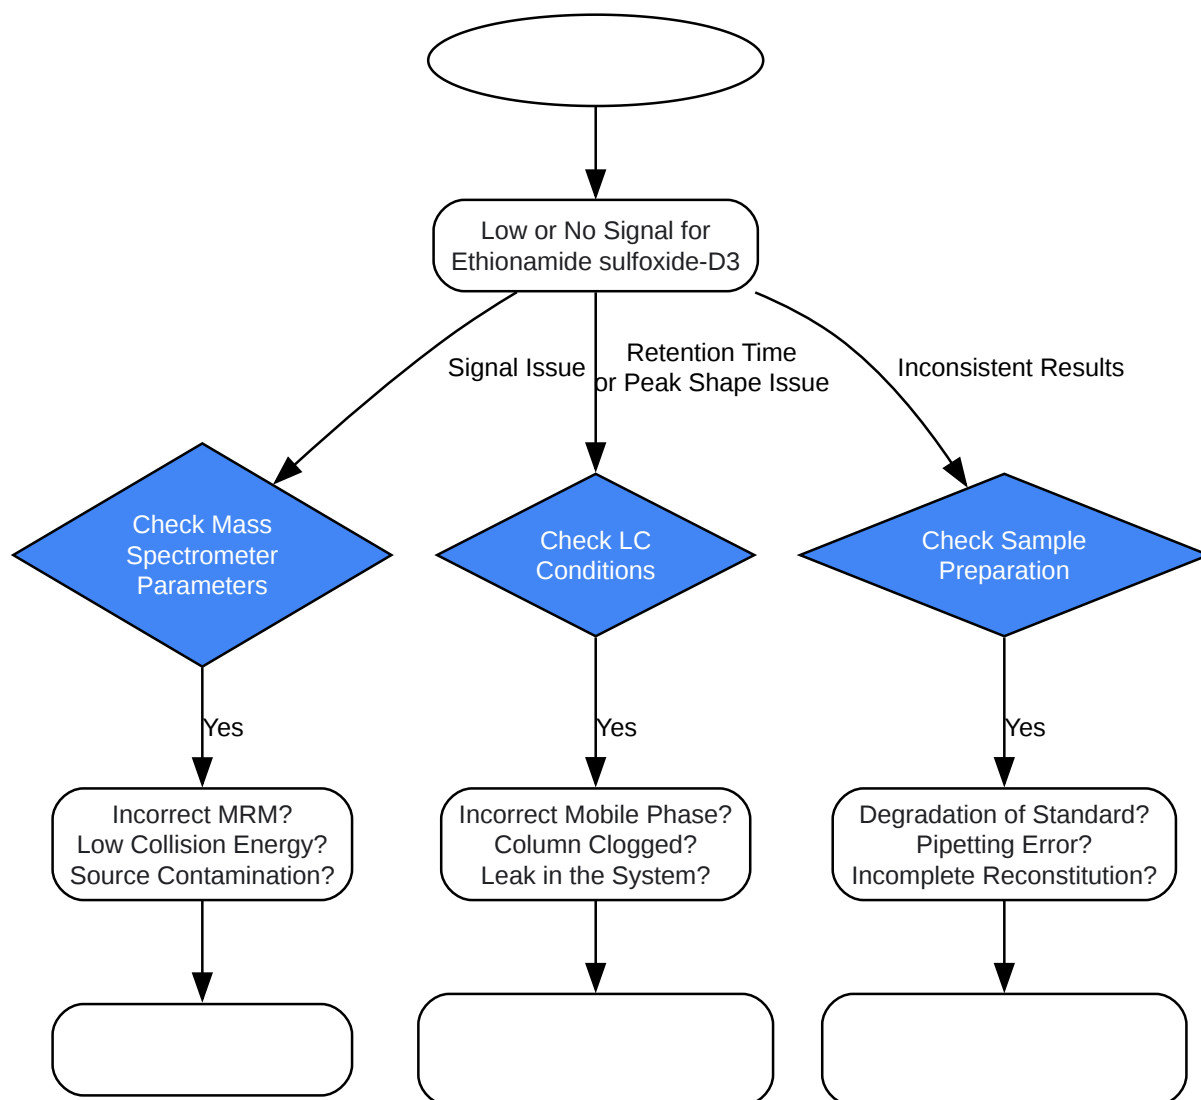 Low or No Signal for
Ethionamide sulfoxide-D3
Signal Issue
Retention Time
or Peak Shape Issue
Inconsistent Results
Check Mass
Spectrometer
Parameters
Check LC
Conditions
Check Sample
Preparation
Yes
Yes
Yes
Incorrect MRM?
Low Collision Energy?
Source Contamination?
Incorrect Mobile Phase?
Column Clogged?
Leak in the System?
Degradation of Standard?
Pipetting Error?
Incomplete Reconstitution?